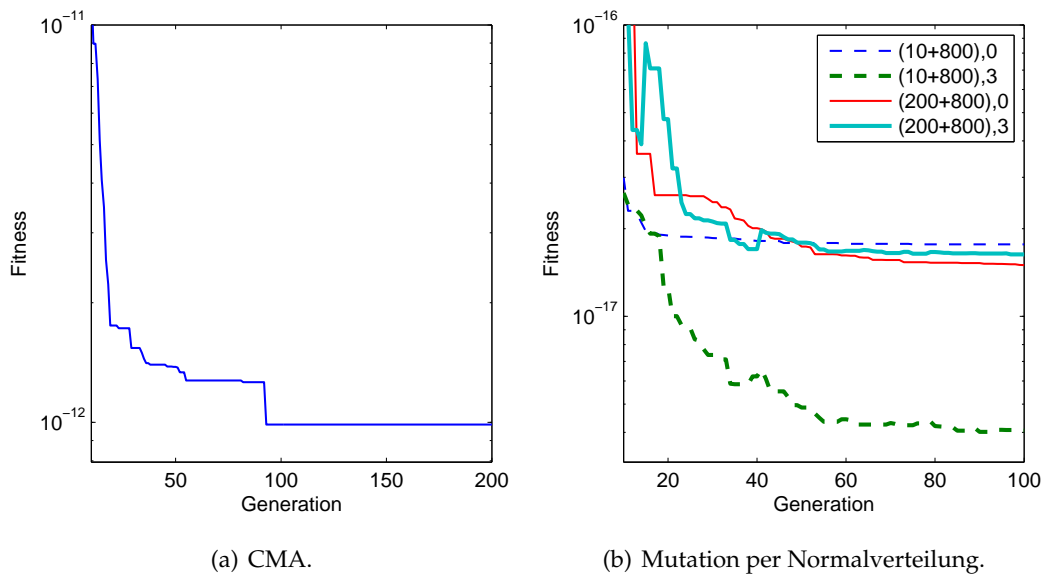 10-11
Fitness
10-12
50
100
150
200
Generation
(a) CMA.
10-16
Fitness
10-17
20
40
60
80
100
Generation
(10+800),0
(10+800),3
(200+800),0
(200+800),3
(b) Mutation per Normalverteilung.